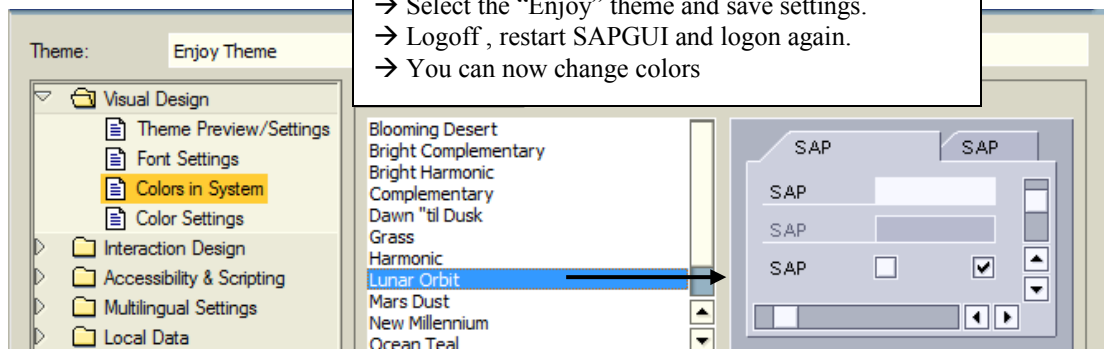 → Select the “Enjoy” theme and save settings.
→ Logoff , restart SAPGUI and logon again.
→ You can now change colors
Theme: Enjoy Theme
Visual Design
Theme Preview/Settings
Font Settings
Colors in System
Color Settings
Interaction Design
Accessibility & Scripting
Multilingual Settings
Local Data
Blooming Desert
Bright Complementary
Bright Harmonic
Complementary
Dawn "til Dusk
Grass
Harmonic
Lunar Orbit
Mars Dust
New Millennium
Ocean Teal
SAP SAP
SAP
SAP
SAP